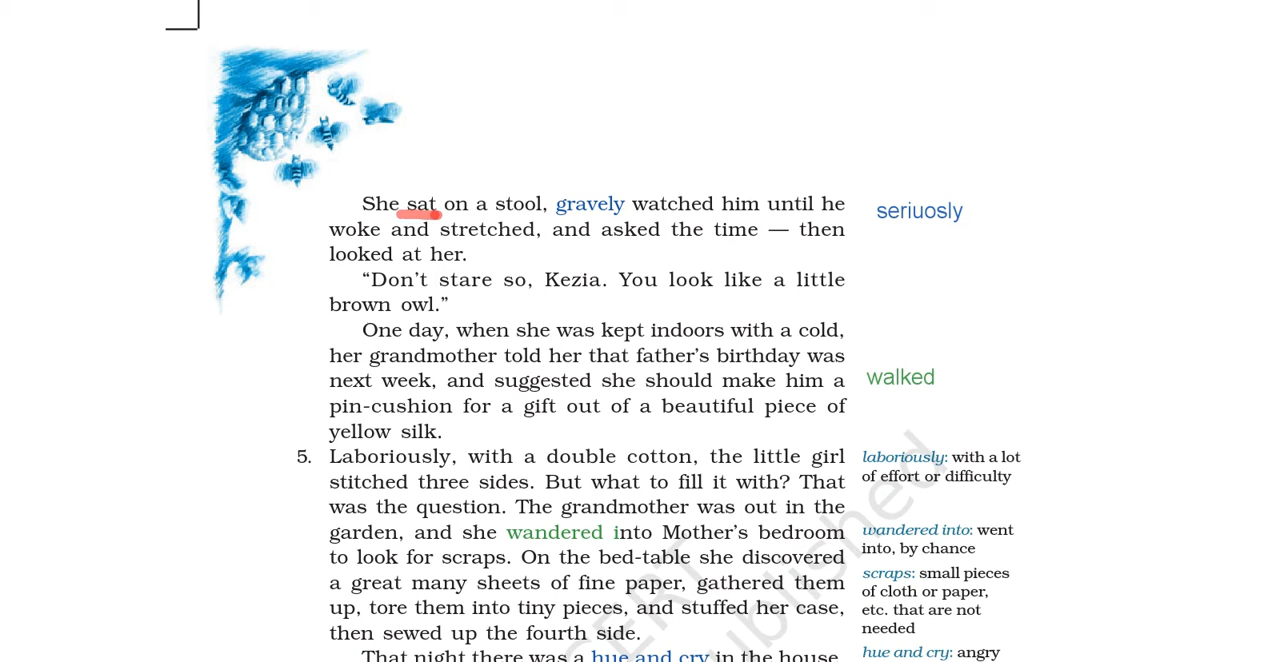 She sat on a stool, gravely watched him until he
woke and stretched, and asked the time — then
looked at her.
“Don’t stare so, Kezia. You look like a little
brown owl.”
One day, when she was kept indoors with a cold,
her grandmother told her that father’s birthday was
next week, and suggested she should make him a
pin-cushion for a gift out of a beautiful piece of
yellow silk.
5. Laboriously, with a double cotton, the little girl
stitched three sides. But what to fill it with? That
was the question. The grandmother was out in the
garden, and she wandered into Mother’s bedroom
to look for scraps. On the bed-table she discovered
a great many sheets of fine paper, gathered them
up, tore them into tiny pieces, and stuffed her case,
then sewed up the fourth side.
That night there was a hue and cry in the house.
seriuosly
walked
laboriously: with a lot
of effort or difficulty
wandered into: went
into, by chance
scraps: small pieces
of cloth or paper,
etc. that are not
needed
hue and cry: angry